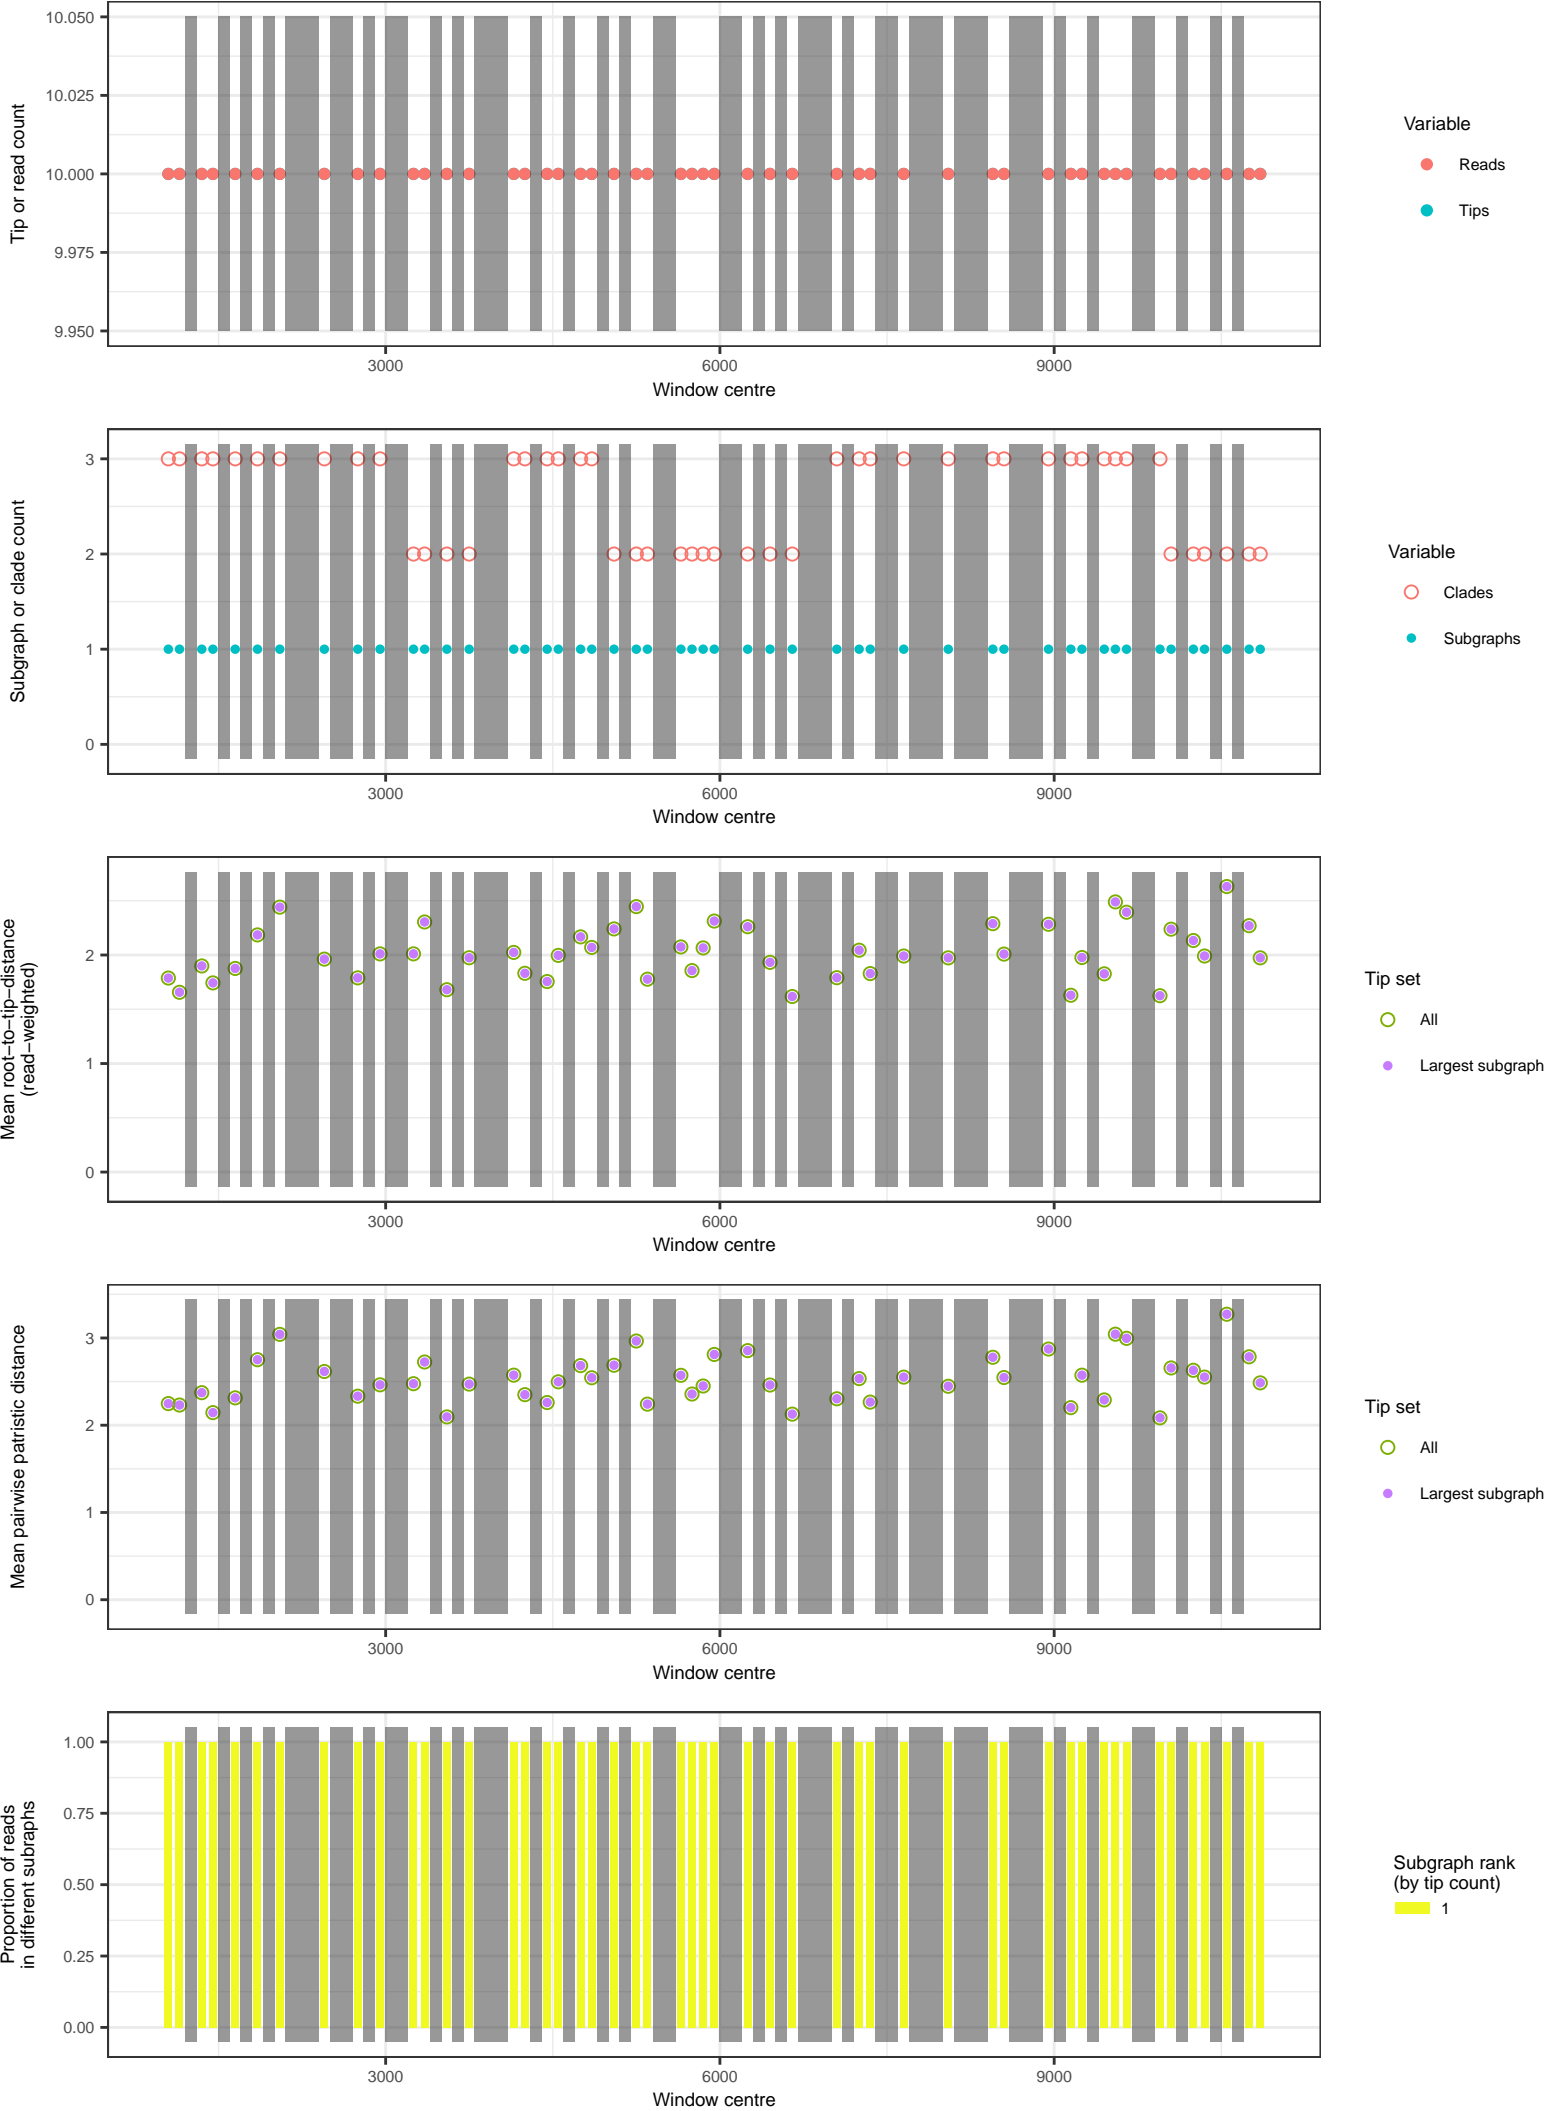 10.050
10.025
10.000
9.975
9.950
Tip or read count
3000
6000
9000
Window centre
Variable
Reads
Tips
3
2
1
0
Subgraph or clade count
3000
6000
9000
Window centre
Variable
Clades
Subgraphs
2
1
0
Mean root−to−tip−distance
(read−weighted)
3000
6000
9000
Window centre
Tip set
All
Largest subgraph
3
2
1
0
Mean pairwise patristic distance
3000
6000
9000
Window centre
Tip set
All
Largest subgraph
1.00
0.75
0.50
0.25
0.00
Proportion of reads
in different subraphs
3000
6000
9000
Window centre
Subgraph rank
(by tip count)
1